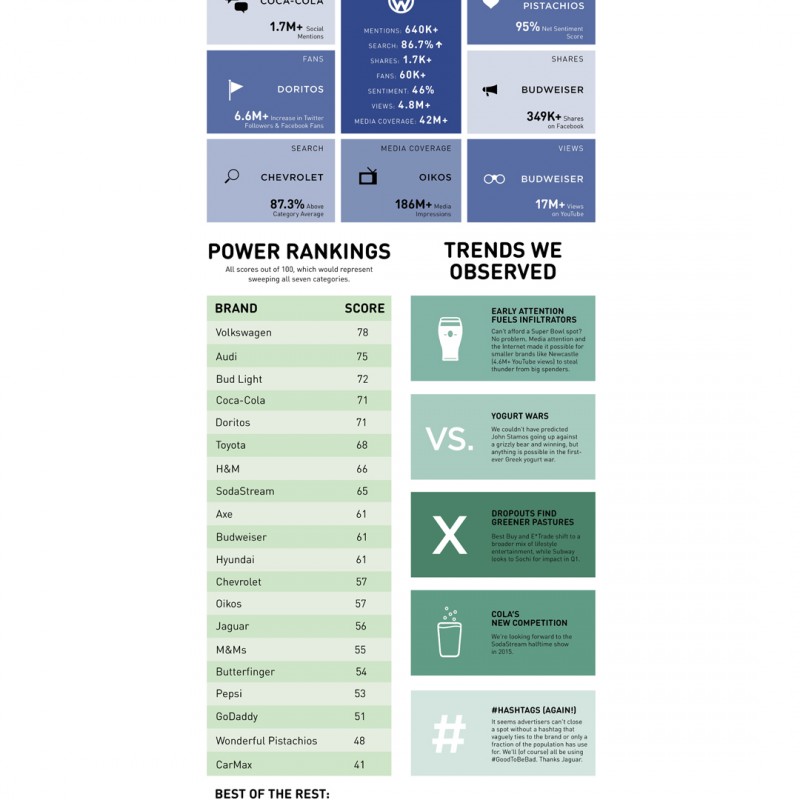 COCA-COLA
1.7M+ Social
Mentions
MENTIONS: 640K+
SEARCH: 86.7%↑
SHARES: 1.7K+
FANS: 60K+
SENTIMENT: 46%
VIEWS: 4.8M+
MEDIA COVERAGE: 42M+
PISTACHIOS
95% Net Sentiment
Score
FANS
DORITOS
6.6M+ Increase in Twitter
Followers & Facebook Fans
SHARES
BUDWEISER
349K+ Shares
on Facebook
SEARCH
CHEVROLET
87.3% Above
Category Average
MEDIA COVERAGE
OIKOS
186M+ Media
Impressions
VIEWS
BUDWEISER
17M+ Views
on YouTube
POWER RANKINGS
All scores out of 100, which would represent
sweeping all seven categories.
BRAND SCORE
Volkswagen 78
Audi 75
Bud Light 72
Coca-Cola 71
Doritos 71
Toyota 68
H&M 66
SodaStream 65
Axe 61
Budweiser 61
Hyundai 61
Chevrolet 57
Oikos 57
Jaguar 56
M&Ms 55
Butterfinger 54
Pepsi 53
GoDaddy 51
Wonderful Pistachios 48
CarMax 41
BEST OF THE REST:
TRENDS WE
OBSERVED
EARLY ATTENTION
FUELS INFILTRATORS
Can't afford a Super Bowl spot?
No problem. Media attention and
the Internet made it possible for
smaller brands like Newcastle
(4.6M+ YouTube views) to steal
thunder from big spenders.
VS.
YOGURT WARS
We couldn't have predicted
John Stamos going up against
a grizzly bear and winning, but
anything is possible in the first-
ever Greek yogurt war.
X
DROPOUTS FIND
GREENER PASTURES
Best Buy and E*Trade shift to a
broader mix of lifestyle
entertainment, while Subway
looks to Sochi for impact in Q1.
COLA'S
NEW COMPETITION
We're looking forward to the
SodaStream halftime show
in 2015.
#
#HASHTAGS (AGAIN!)
It seems advertisers can't close
a spot without a hashtag that
vaguely ties to the brand or only a
fraction of the population has use
for. We'll (of course) all be using
#GoodToBeBad. Thanks Jaguar.